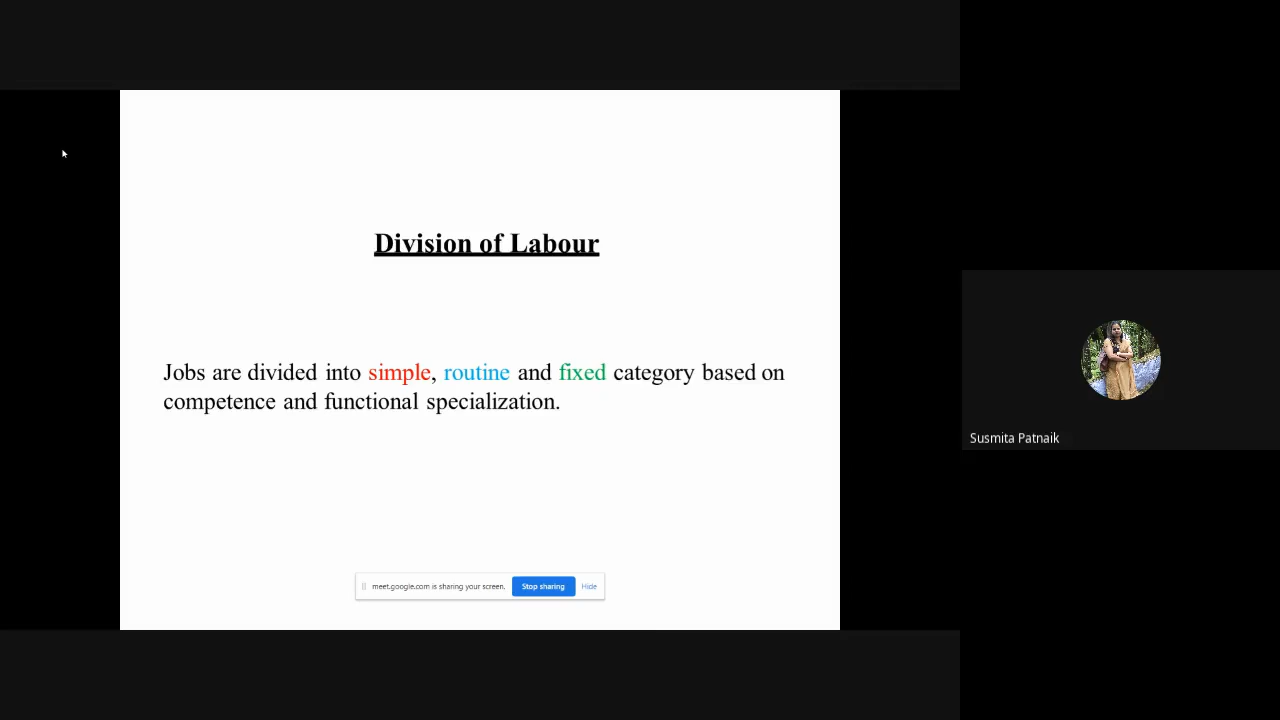 Division of Labour
Jobs are divided into simple, routine and fixed category based on
competence and functional specialization.
meet.google.com is sharing your screen. Stop sharing Hide
Susmita Patnaik